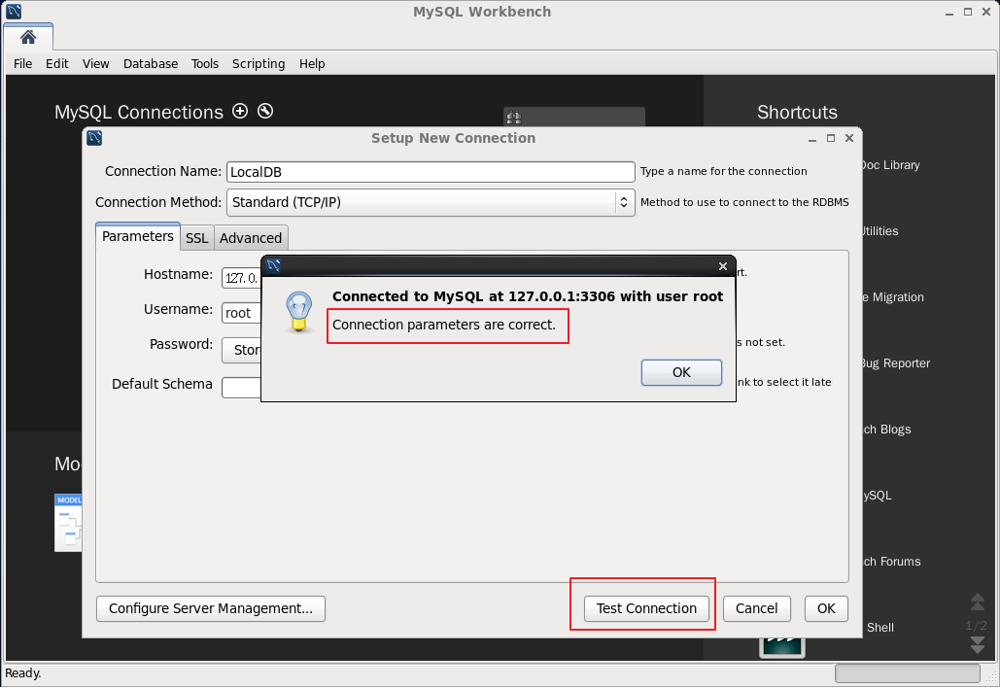 MySQL Workbench
File Edit View Database Tools Scripting Help
MySQL Connections
Shortcuts
Setup New Connection
Connection Name: LocalDB Type a name for the connection
Connection Method: Standard (TCP/IP) Method to use to connect to the RDBMS
Doc Library
Parameters SSL Advanced
Utilities
Hostname: 127.0.
Connected to MySQL at 127.0.0.1:3306 with user root
Username: root
Connection parameters are correct.
Migration
Password: Stor
s not set.
OK
Bug Reporter
Default Schema
nk to select it late
ch Blogs
Mo
MODEL
ySQL
ch Forums
Configure Server Management... Test Connection Cancel OK
Shell
1/2
Ready.